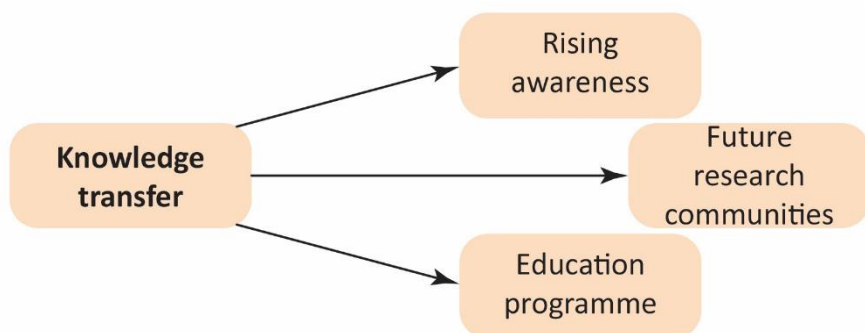 Rising
awareness
Knowledge
transfer
Future
research
communities
Education
programme